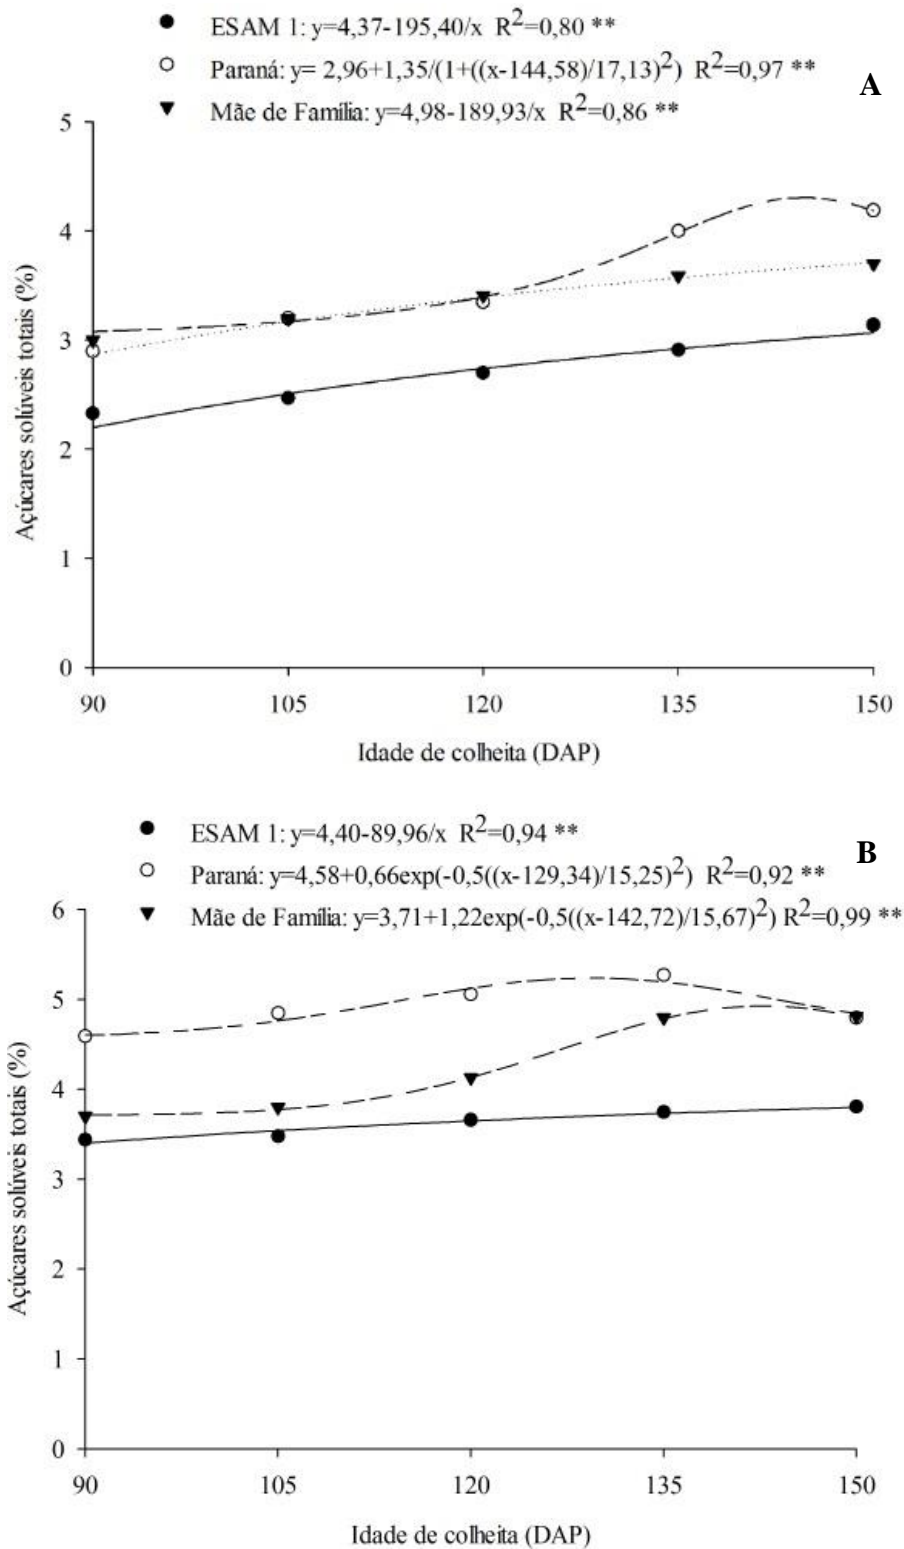 ESAM 1: y=4,37-195,40/x R²=0,80 **
Paraná: y= 2,96+1,35/(1+((x-144,58)/17,13)²) R²=0,97 **
A
Mãe de Família: y=4,98-189,93/x R²=0,86 **
5
4
3
2
1
0
Açúcares solúveis totais (%)
90 105 120 135 150
Idade de colheita (DAP)
ESAM 1: y=4,40-89,96/x R²=0,94 **
B
Paraná: y=4,58+0,66exp(-0,5((x-129,34)/15,25)²) R²=0,92 **
Mãe de Família: y=3,71+1,22exp(-0,5((x-142,72)/15,67)²) R²=0,99 **
6
5
4
3
2
1
0
Açúcares solúveis totais (%)
90 105 120 135 150
Idade de colheita (DAP)